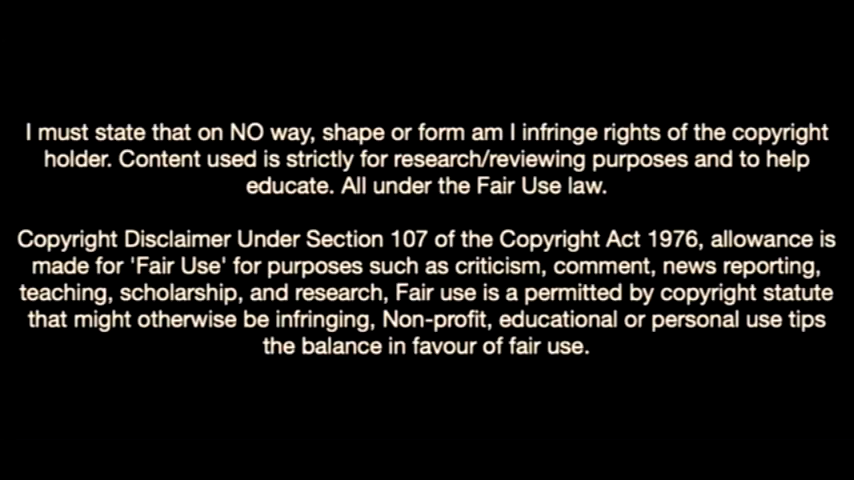 I must state that on NO way, shape or form am I infringe rights of the copyright
holder. Content used is strictly for research/reviewing purposes and to help
educate. All under the Fair Use law.
Copyright Disclaimer Under Section 107 of the Copyright Act 1976, allowance is
made for 'Fair Use' for purposes such as criticism, comment, news reporting,
teaching, scholarship, and research, Fair use is a permitted by copyright statute
that might otherwise be infringing, Non-profit, educational or personal use tips
the balance in favour of fair use.